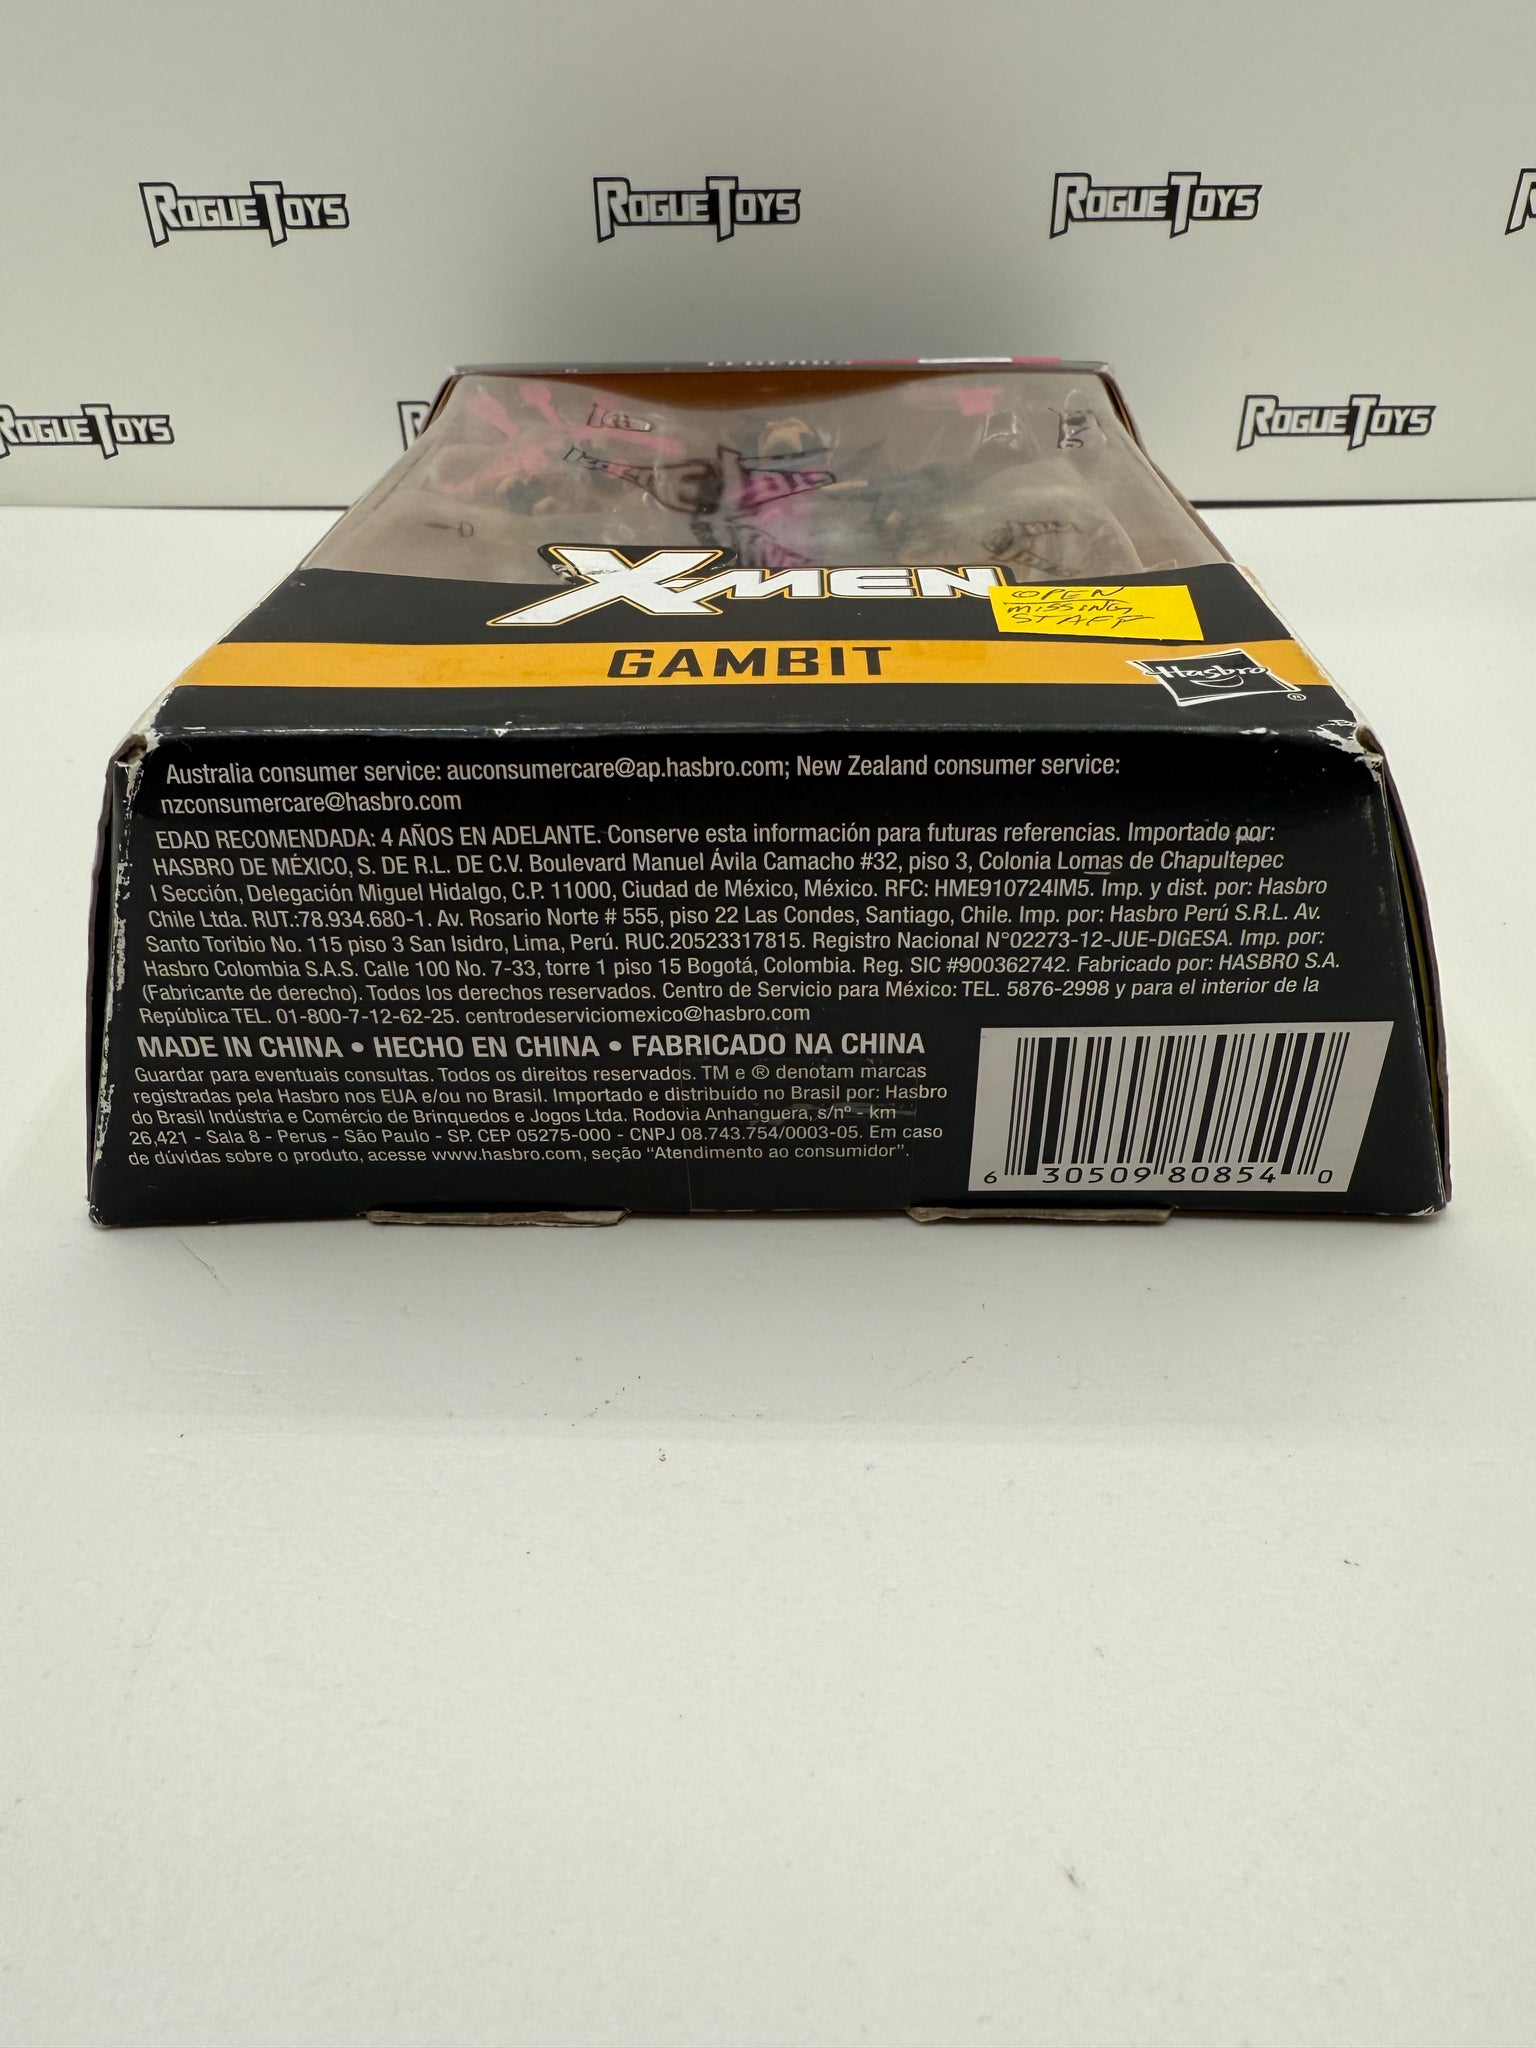 ROGUE TOYS
ROGUE TOYS
ROGUE TOYS
ROGUE TOYS
ROGUE TOYS
X-MEN
OPEN
MISSING
STAFF
GAMBIT
Hasbro®
Australia consumer service: auconsumercare@ap.hasbro.com; New Zealand consumer service:
nzconsumercare@hasbro.com
EDAD RECOMENDADA: 4 AÑOS EN ADELANTE. Conserve esta información para futuras referencias. Importado por:
HASBRO DE MÉXICO, S. DE R.L. DE C.V. Boulevard Manuel Ávila Camacho #32, piso 3, Colonia Lomas de Chapultepec
I Sección, Delegación Miguel Hidalgo, C.P. 11000, Ciudad de México, México. RFC: HME910724IM5. Imp. y dist. por: Hasbro
Chile Ltda. RUT.:78.934.680-1. Av. Rosario Norte # 555, piso 22 Las Condes, Santiago, Chile. Imp. por: Hasbro Perú S.R.L. Av.
Santo Toribio No. 115 piso 3 San Isidro, Lima, Perú. RUC.20523317815. Registro Nacional N°02273-12-JUE-DIGESA. Imp. por:
Hasbro Colombia S.A.S. Calle 100 No. 7-33, torre 1 piso 15 Bogotá, Colombia. Reg. SIC #900362742. Fabricado por: HASBRO S.A.
(Fabricante de derecho). Todos los derechos reservados. Centro de Servicio para México: TEL. 5876-2998 y para el interior de la
República TEL. 01-800-7-12-62-25. centrodeserviciomexico@hasbro.com
MADE IN CHINA • HECHO EN CHINA • FABRICADO NA CHINA
Guardar para eventuais consultas. Todos os direitos reservados. TM e ® denotam marcas
registradas pela Hasbro nos EUA e/ou no Brasil. Importado e distribuído no Brasil por: Hasbro
do Brasil Indústria e Comércio de Brinquedos e Jogos Ltda. Rodovia Anhanguera, s/nº - km
26,421 - Sala 8 - Perus - São Paulo - SP. CEP 05275-000 - CNPJ 08.743.754/0003-05. Em caso
de dúvidas sobre o produto, acesse www.hasbro.com, seção “Atendimento ao consumidor”.
6 30509 80854 0